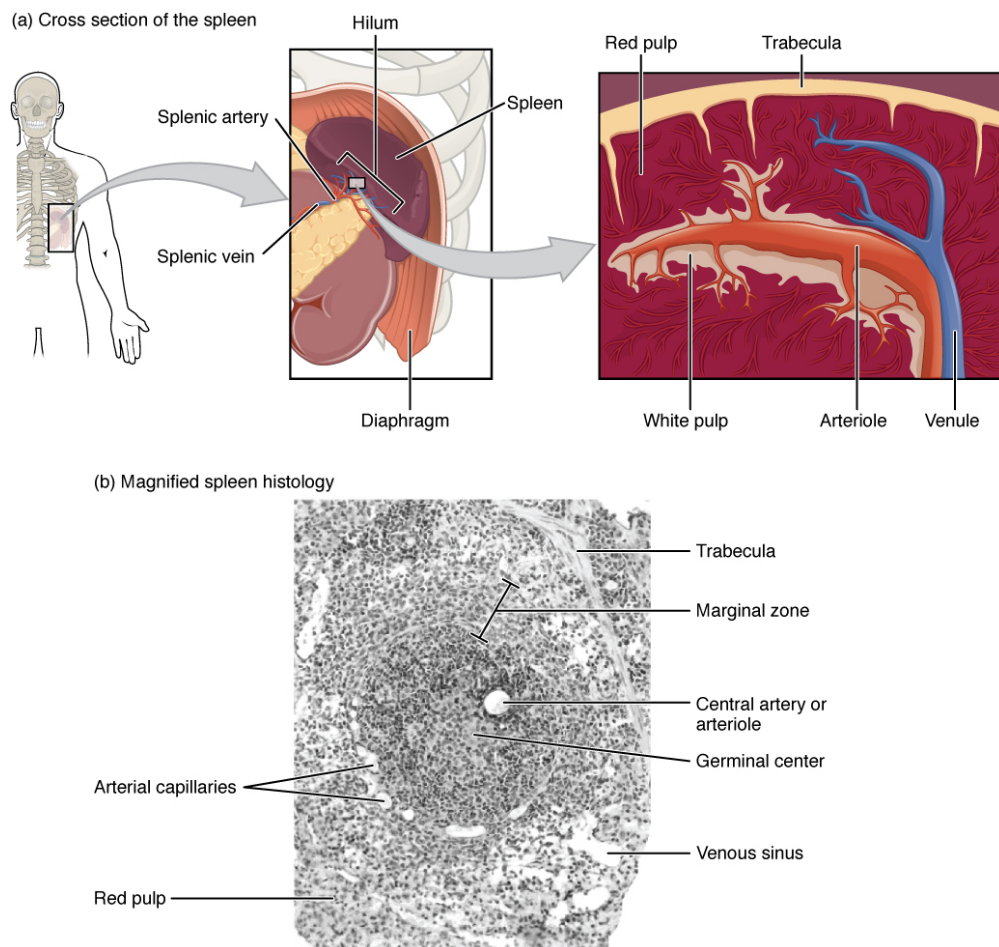 (a) Cross section of the spleen
Hilum
Splenic artery
Spleen
Splenic vein
Diaphragm
Red pulp
Trabecula
White pulp
Arteriole
Venule
(b) Magnified spleen histology
Trabecula
Marginal zone
Central artery or
arteriole
Germinal center
Arterial capillaries
Venous sinus
Red pulp